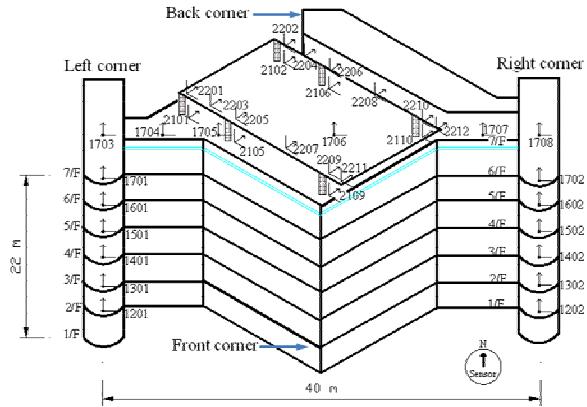 Back corner
2202
Left corner
Right corner
2204
2102
2206
2201
2106
2208
2203
2210
2101
2205
1703
1704
1705
1706
2110
2212
1707
1708
2105
2207
7/F
2209
2211
7/F
1701
2109
6/F
1702
6/F
1601
5/F
1602
5/F
1501
4/F
1502
22 m
4/F
1401
3/F
1402
3/F
1301
2/F
1302
2/F
1201
1/F
1202
1/F
Front corner
N
Sensor
40 m